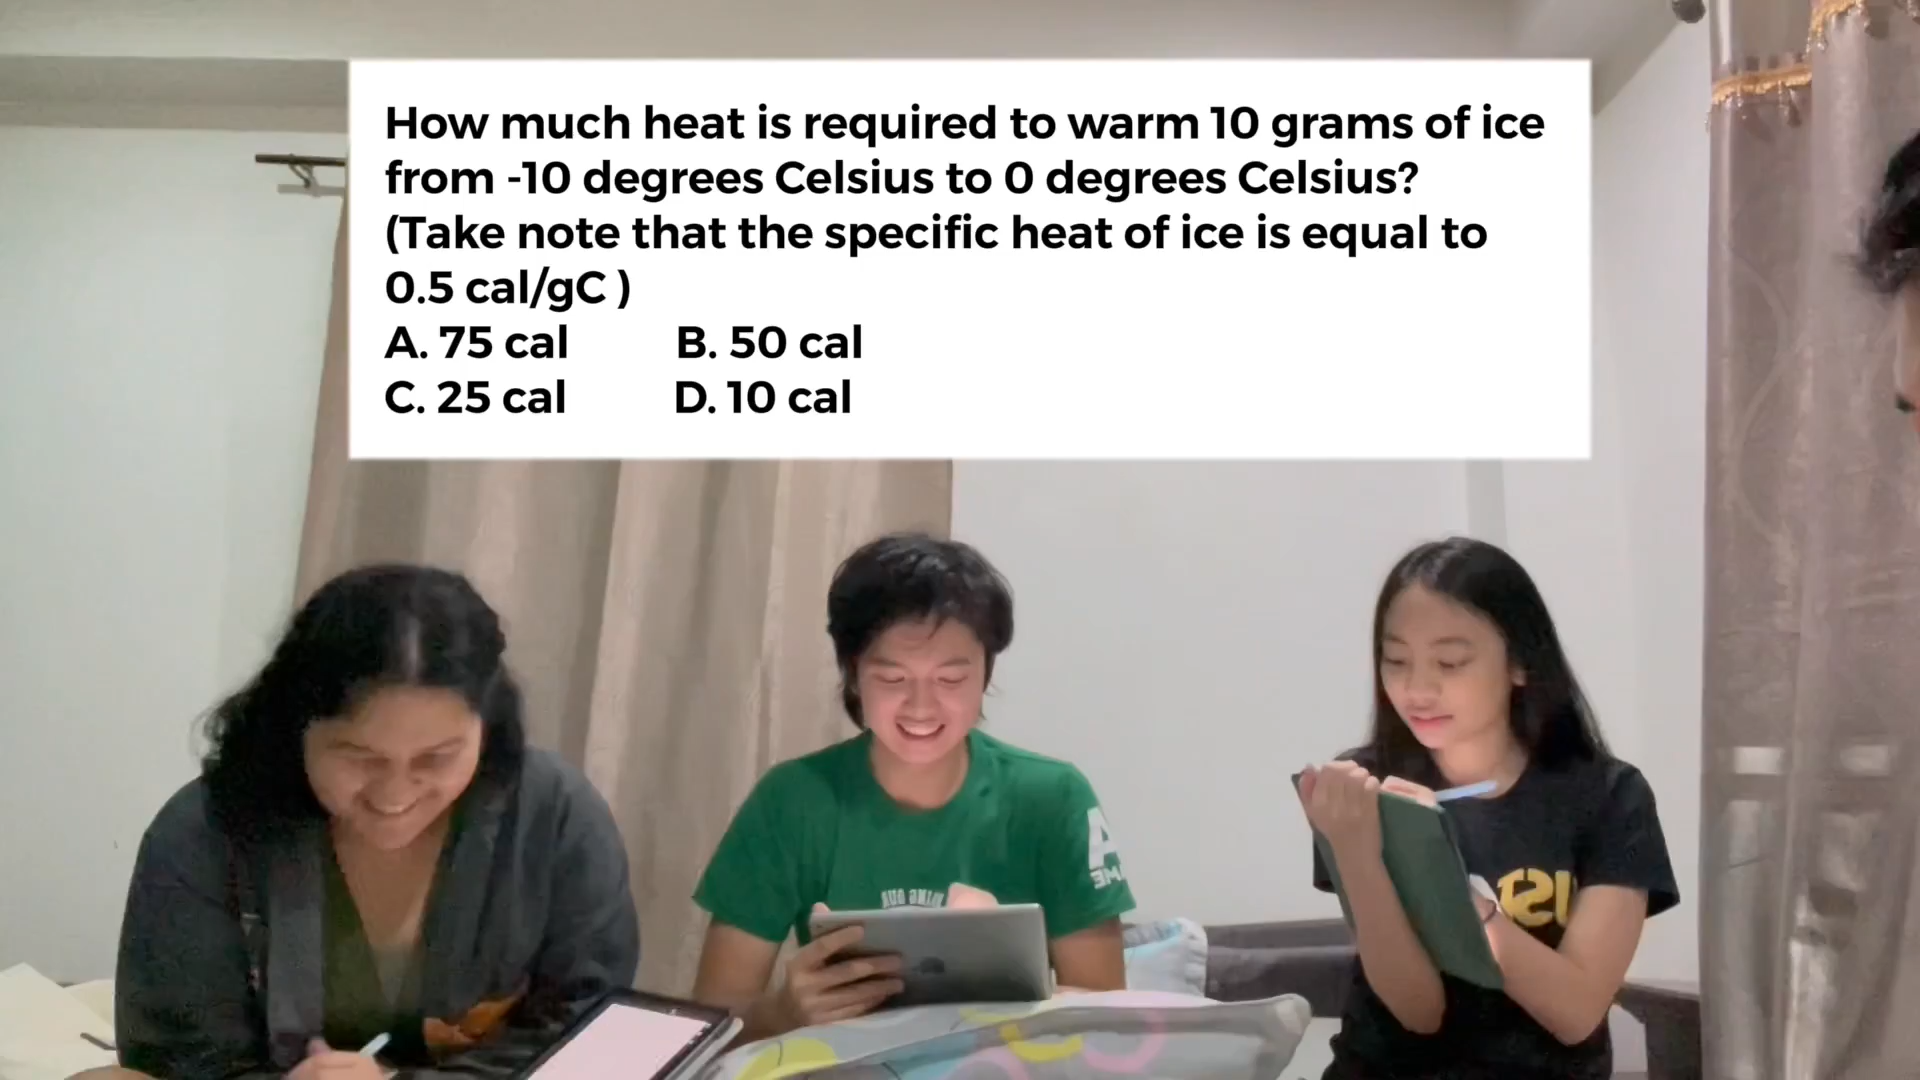 How much heat is required to warm 10 grams of ice
from -10 degrees Celsius to 0 degrees Celsius?
(Take note that the specific heat of ice is equal to
0.5 cal/gC )
A. 75 cal B. 50 cal
C. 25 cal D. 10 cal